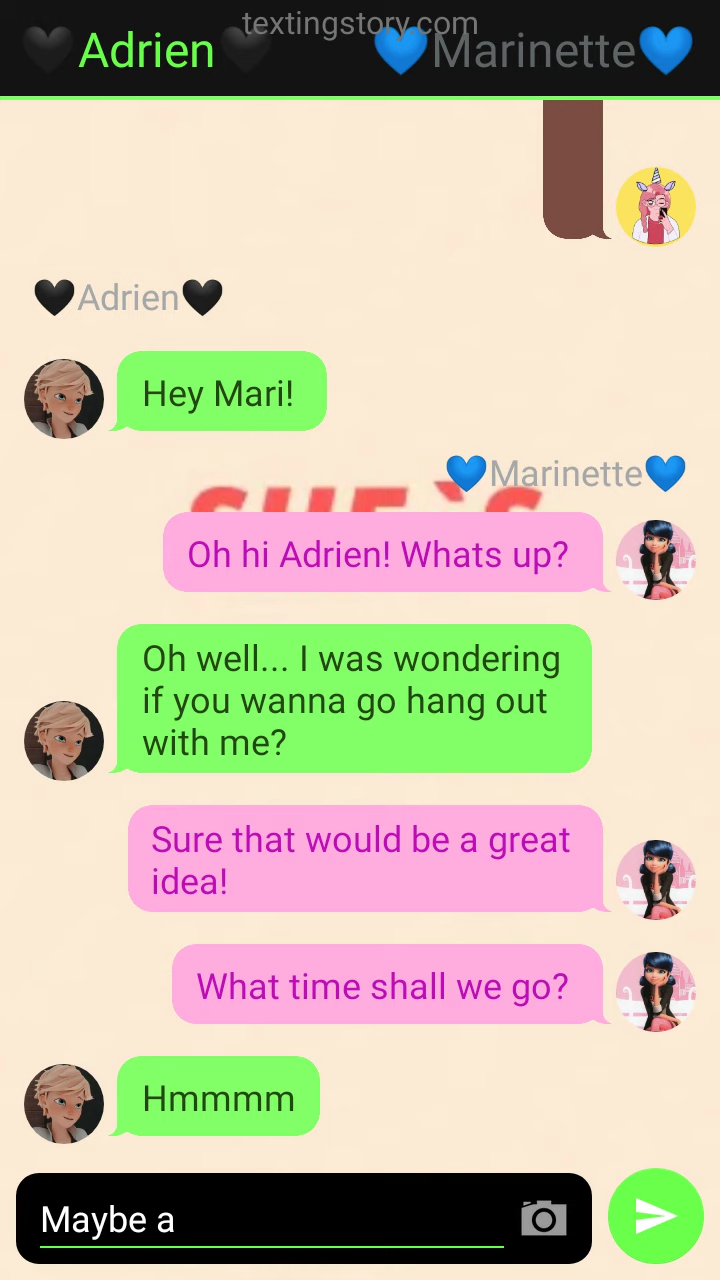 textingstory.com
🖤Adrien🖤 💙Marinette💙
🖤Adrien🖤
Hey Mari!
💙Marinette💙
SHE`S
Oh hi Adrien! Whats up?
Oh well... I was wondering
if you wanna go hang out
with me?
Sure that would be a great
idea!
What time shall we go?
Hmmmm
Maybe a